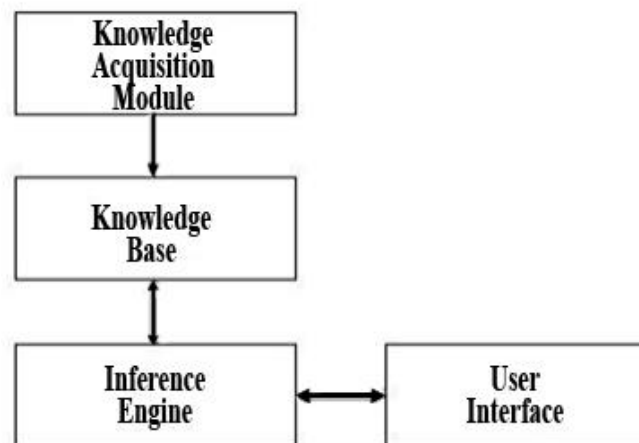 Knowledge
Acquisition
Module
Knowledge
Base
Inference
Engine
User
Interface